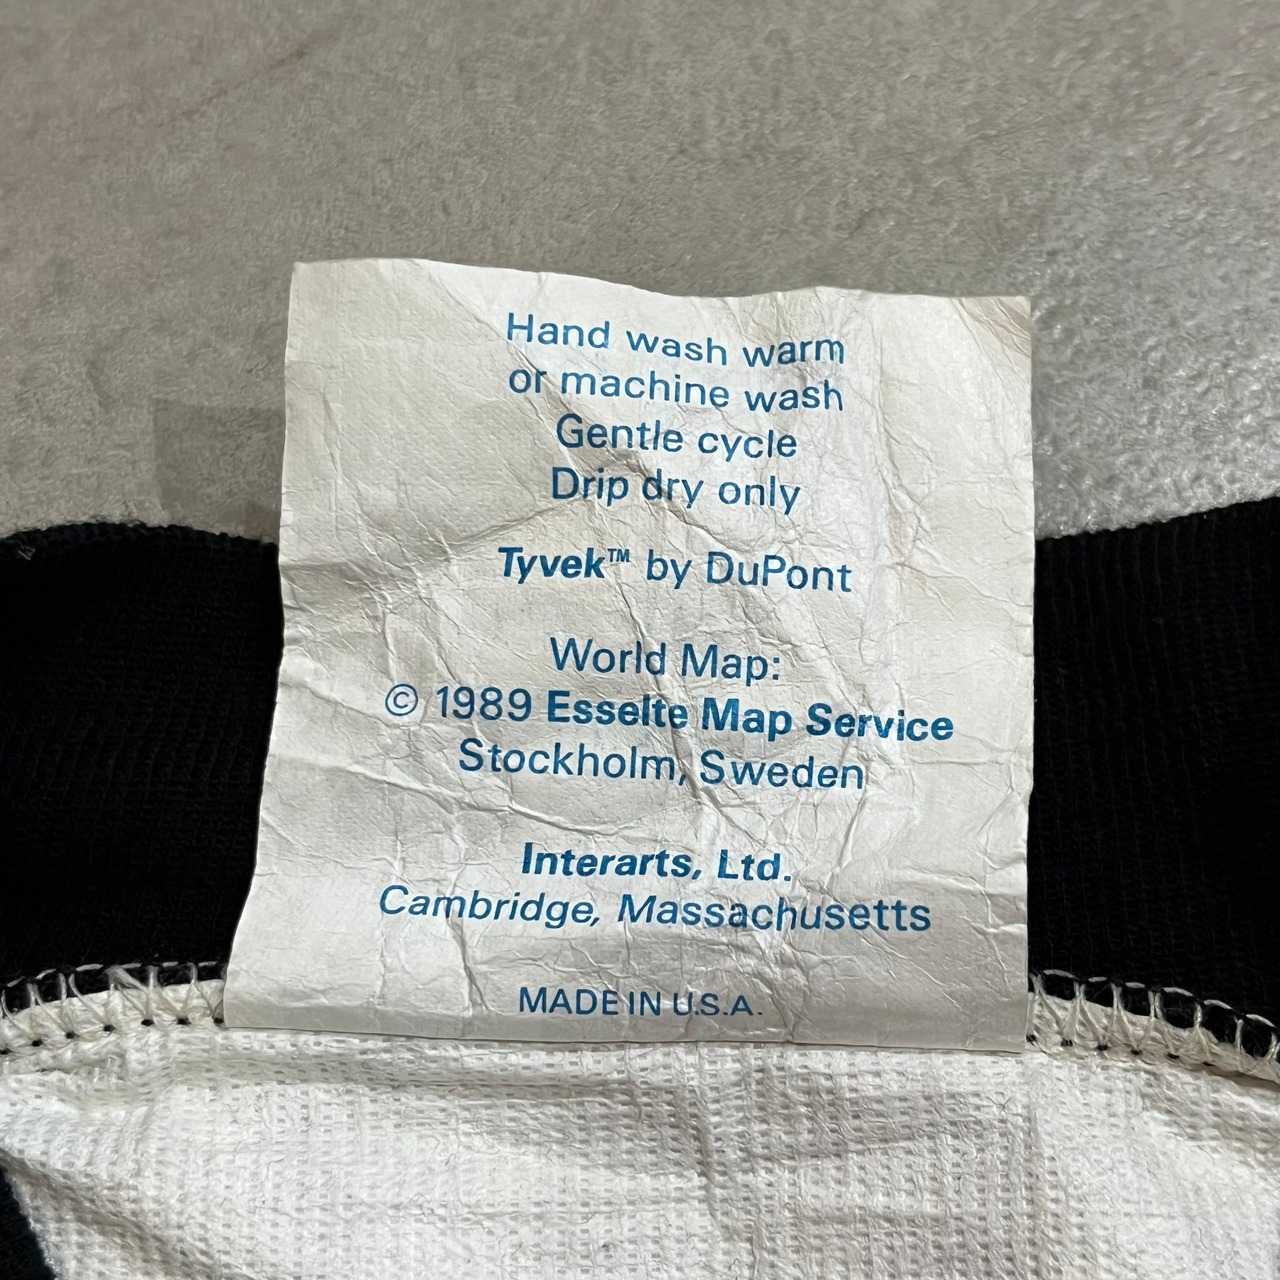 Hand wash warm
or machine wash
Gentle cycle
Drip dry only
Tyvek™ by DuPont
World Map:
© 1989 Esselte Map Service
Stockholm, Sweden
Interarts, Ltd.
Cambridge, Massachusetts
MADE IN U.S.A.